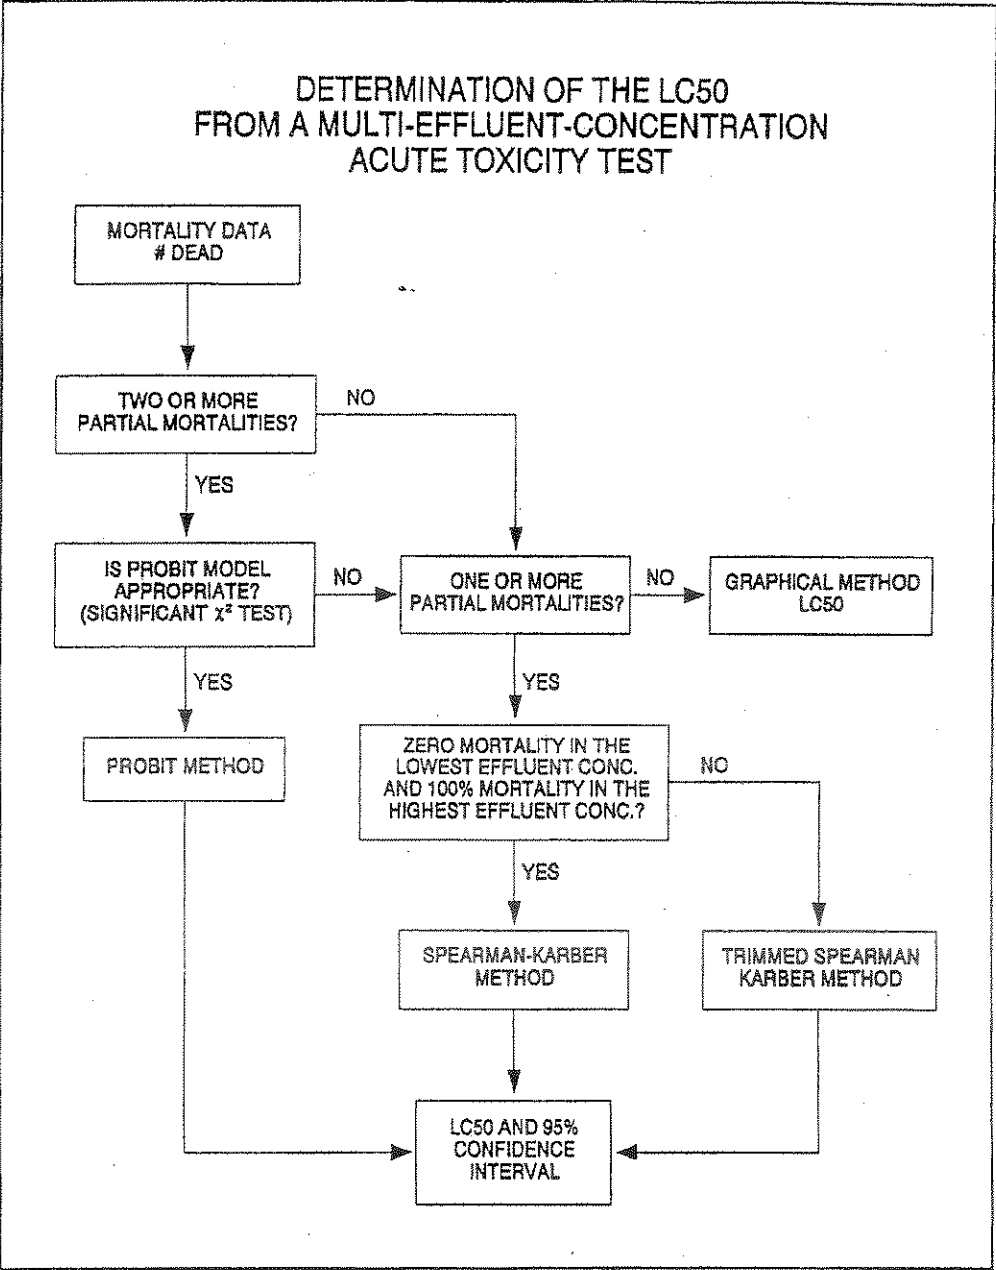 DETERMINATION OF THE LC50
FROM A MULTI-EFFLUENT-CONCENTRATION
ACUTE TOXICITY TEST
MORTALITY DATA
# DEAD
TWO OR MORE
PARTIAL MORTALITIES?
NO
YES
IS PROBIT MODEL
APPROPRIATE?
(SIGNIFICANT χ² TEST)
NO
ONE OR MORE
PARTIAL MORTALITIES?
NO
GRAPHICAL METHOD
LC50
YES
YES
PROBIT METHOD
ZERO MORTALITY IN THE
LOWEST EFFLUENT CONC.
AND 100% MORTALITY IN THE
HIGHEST EFFLUENT CONC.?
NO
YES
SPEARMAN-KARBER
METHOD
TRIMMED SPEARMAN
KARBER METHOD
LC50 AND 95%
CONFIDENCE
INTERVAL